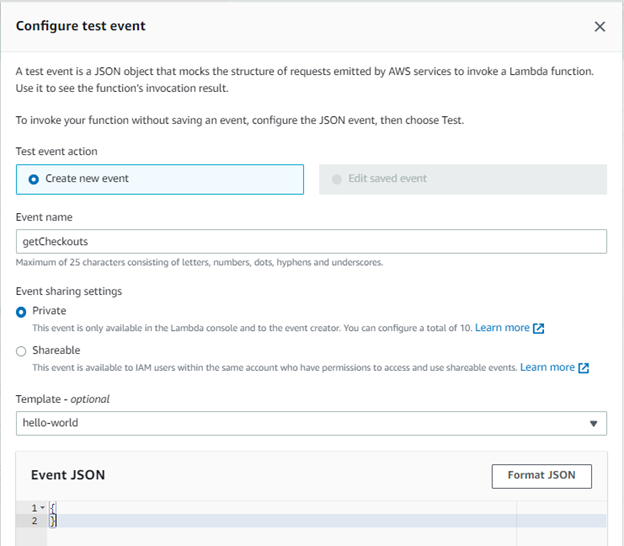 Configure test event
A test event is a JSON object that mocks the structure of requests emitted by AWS services to invoke a Lambda function.
Use it to see the function's invocation result.
To invoke your function without saving an event, configure the JSON event, then choose Test.
Test event action
Create new event
Edit saved event
Event name
getCheckouts
Maximum of 25 characters consisting of letters, numbers, dots, hyphens and underscores.
Event sharing settings
Private
This event is only available in the Lambda console and to the event creator. You can configure a total of 10. Learn more
Shareable
This event is available to IAM users within the same account who have permissions to access and use shareable events. Learn more
Template - optional
hello-world
Event JSON
Format JSON
1 {
2 }